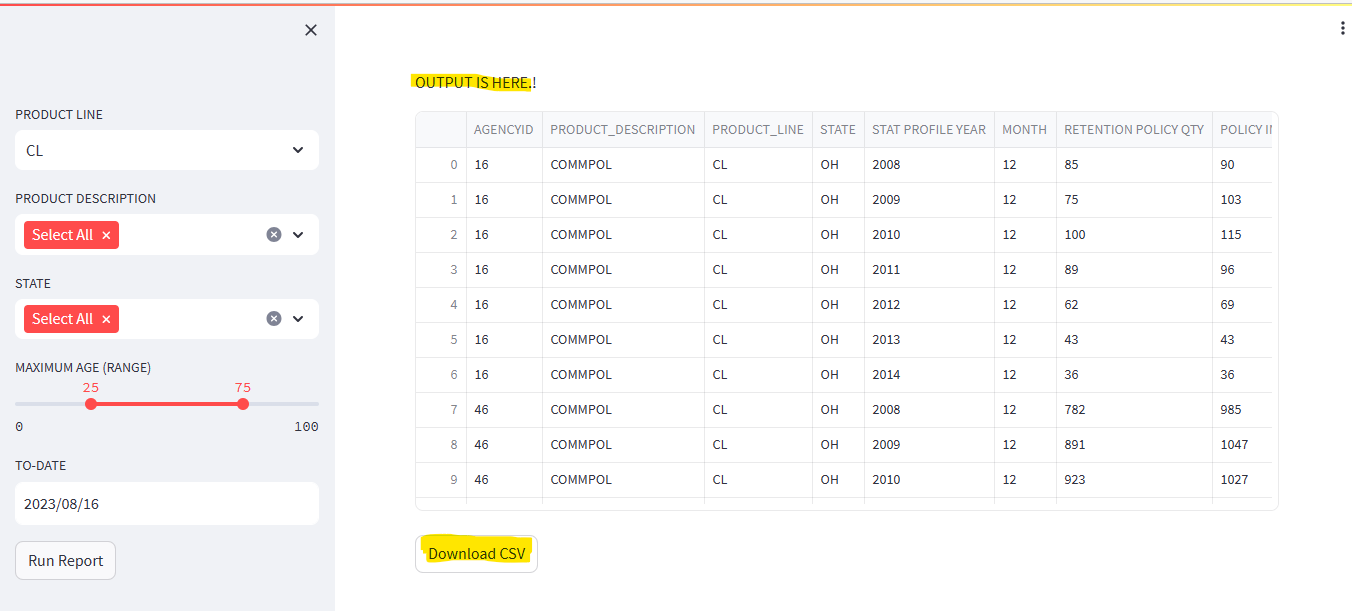 PRODUCT LINE
CL
PRODUCT DESCRIPTION
Select All
STATE
Select All
MAXIMUM AGE (RANGE)
25 75
0 100
TO-DATE
2023/08/16
Run Report
OUTPUT IS HERE.!
AGENCYID PRODUCT_DESCRIPTION PRODUCT_LINE STATE STAT PROFILE YEAR MONTH RETENTION POLICY QTY POLICY
0 16 COMMPOL CL OH 2008 12 85 90
1 16 COMMPOL CL OH 2009 12 75 103
2 16 COMMPOL CL OH 2010 12 100 115
3 16 COMMPOL CL OH 2011 12 89 96
4 16 COMMPOL CL OH 2012 12 62 69
5 16 COMMPOL CL OH 2013 12 43 43
6 16 COMMPOL CL OH 2014 12 36 36
7 46 COMMPOL CL OH 2008 12 782 985
8 46 COMMPOL CL OH 2009 12 891 1047
9 46 COMMPOL CL OH 2010 12 923 1027
Download CSV